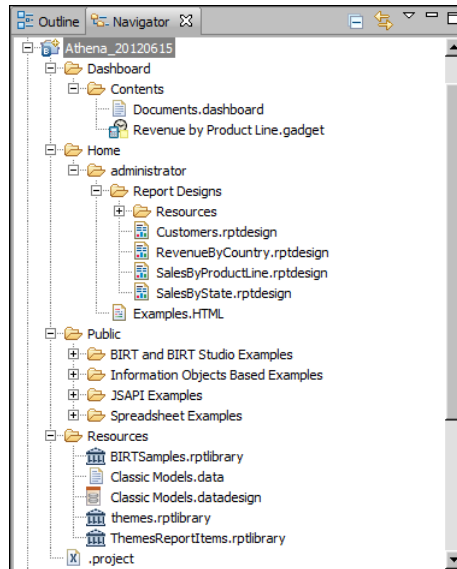 Outline Navigator
Athena_20120615
Dashboard
Contents
Documents.dashboard
Revenue by Product Line.gadget
Home
administrator
Report Designs
Resources
Customers.rptdesign
RevenueByCountry.rptdesign
SalesByProductLine.rptdesign
SalesByState.rptdesign
Examples.HTML
Public
BIRT and BIRT Studio Examples
Information Objects Based Examples
JSAPI Examples
Spreadsheet Examples
Resources
BIRTSamples.rptlibrary
Classic Models.data
Classic Models.datadesign
themes.rptlibrary
ThemesReportItems.rptlibrary
.project